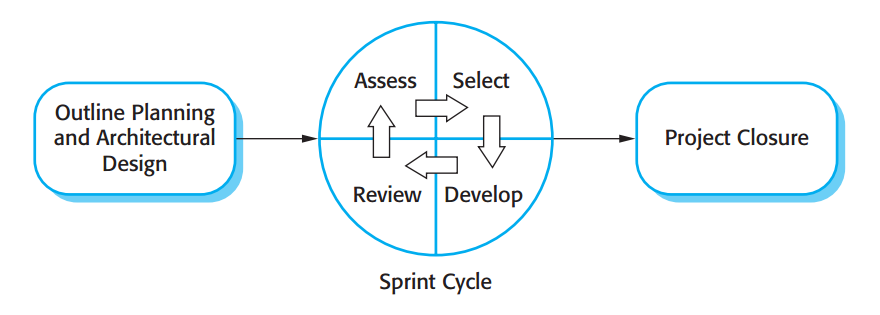 Outline Planning
and Architectural
Design
Assess
Select
Review
Develop
Sprint Cycle
Project Closure